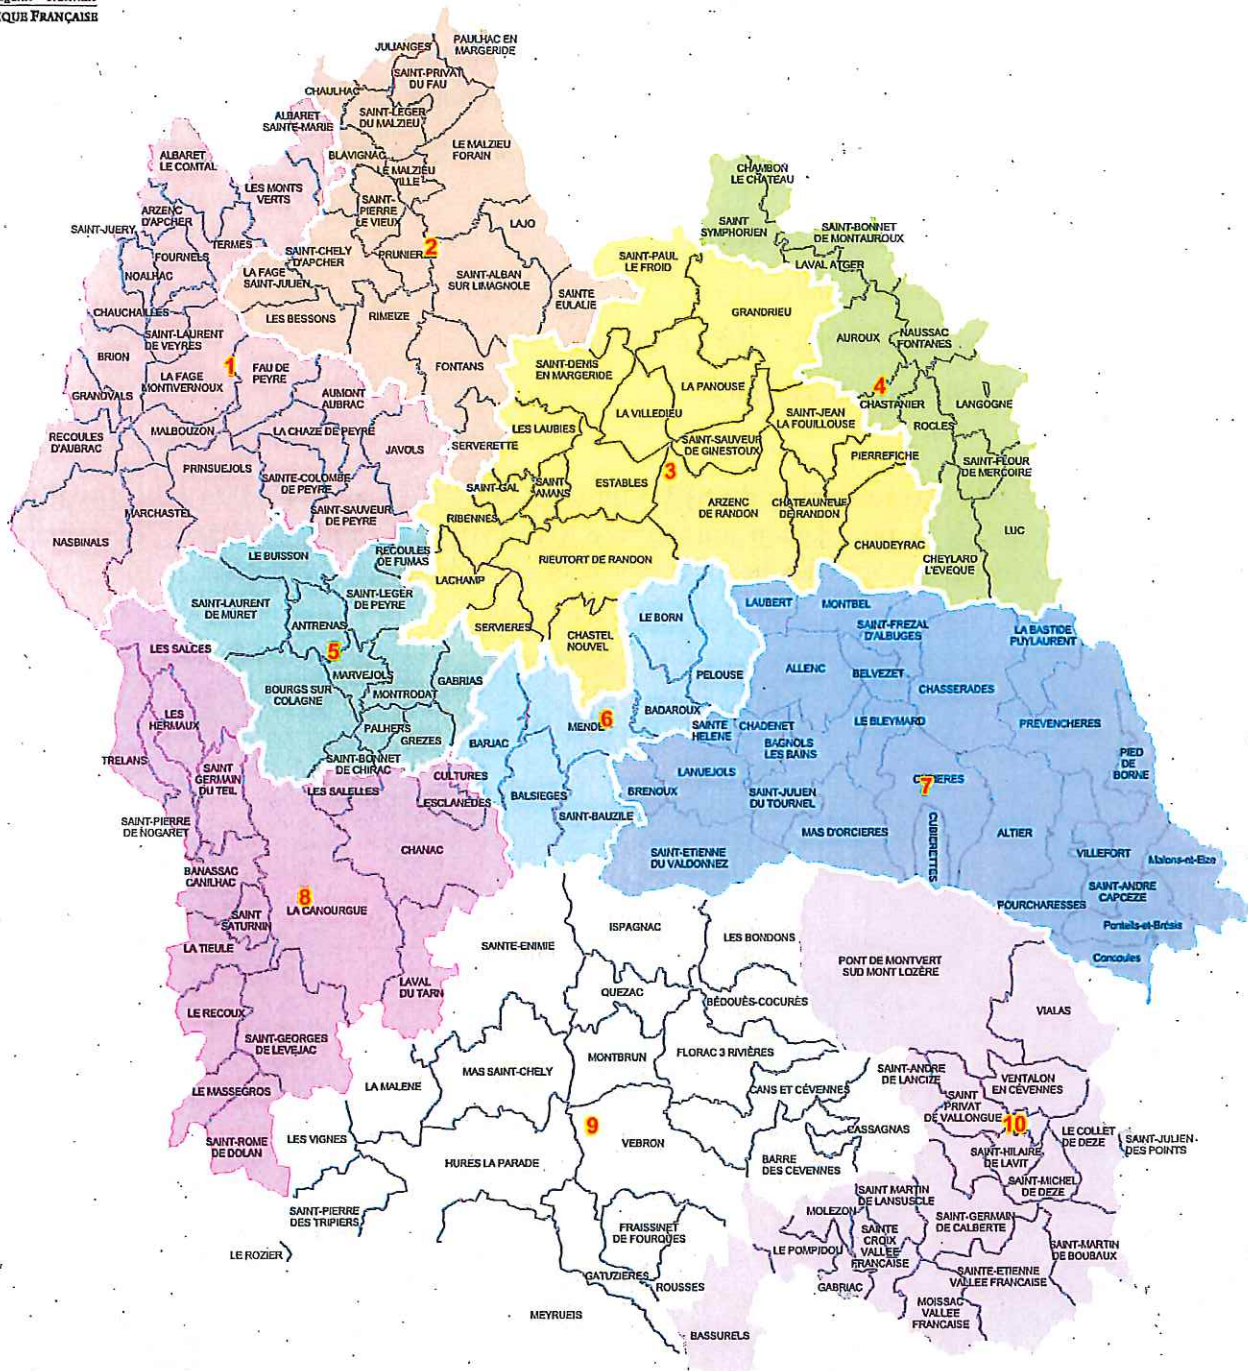 QUE FRANÇAISE
JULIANGES
PAULHAC EN
MARGERIDE
SAINT-PRIVAT
DU FAU
CHAULHAC
SAINT-LEGER
DU MALZIEU
ALBARET
SAINTE-MARIE
LE MALZIEU
FORAIN
BLAVIGNAC
LE MALZIEU
VILLE
ALBARET
LE COMTAL
LES MONTS
VERTS
SAINT-
PIERRE
LE VIEUX
ARZENC
D'APCHER
SAINT-JUERY
TERMES
FOURNELS
NOALHAC
LAJO
SAINT-CHELY
D'APCHER
PRUNIER
2
LA FAGE
SAINT-JULIEN
SAINT-ALBAN
SUR LIMAGNOLE
SAINTE
EULALIE
LES BESSONS
RIMEIZE
FONTANS
SERVERETTE
CHAUCHAILLES
SAINT-LAURENT
DE VEYRES
BRION
1
LA FAGE
MONTIVERNOUX
FAU DE
PEYRE
GRANDVALS
AUMONT
AUBRAC
MALBOUZON
LA CHAZE DE PEYRE
RECOULES
D'AUBRAC
JAVOLS
PRINSUEJOLS
SAINTE-COLOMBE
DE PEYRE
MARCHASTEL
SAINT-SAUVEUR
DE PEYRE
NASBINALS
CHAMBON
LE CHATEAU
SAINT
SYMPHORIEN
SAINT-BONNET
DE MONTAUROUX
LAVAL ATGER
AUROUX
NAUSSAC
FONTANES
4
CHASTANIER
LANGOGNE
ROCLES
SAINT-FLOUR
DE MERCOIRE
LUC
CHEYLARD
L'EVEQUE
SAINT-PAUL
LE FROID
GRANDRIEU
SAINT-DENIS
EN MARGERIDE
LA PANOUSE
LA VILLEDIEU
SAINT-JEAN
LA FOUILLOUSE
LES LAUBIES
SAINT-SAUVEUR
DE GINESTOUX
PIERREFICHE
3
SAINT-GAL
SAINT
AMANS
ESTABLES
ARZENC
DE RANDON
CHATEAUNEUF
DE RANDON
RIBENNES
CHAUDEYRAC
RIEUTORT DE RANDON
LACHAMP
SERVIERES
CHASTEL
NOUVEL
LE BUISSON
RECOULES
DE FUMAS
SAINT-LAURENT
DE MURET
SAINT-LEGER
DE PEYRE
ANTRENAS
5
MARVEJOLS
GABRIAS
BOURGS SUR
COLAGNE
MONTRODAT
PALHERS
GREZES
SAINT-BONNET
DE CHIRAC
LE BORN
PELOUSE
BADAROUX
MENDE
6
BARJAC
BALSIEGES
SAINT-BAUZILE
LAUBERT
MONTBEL
SAINT-FREZAL
D'ALBUGES
LA BASTIDE
PUYLAURENT
ALLENC
BELVEZET
CHASSERADES
SAINTE
HELENE
CHADENET
LE BLEYMARD
PREVENCHERES
BAGNOLS
LES BAINS
PIED
DE
BORNE
LANUEJOLS
7
BRENOUX
SAINT-JULIEN
DU TOURNEL
MAS D'ORCIERES
CUBIERETTES
ALTIER
SAINT-ETIENNE
DU VALDONNEZ
VILLEFORT
Malons-et-Elze
SAINT-ANDRE
CAPCEZE
POURCHARESSES
Ponteils-et-Brésis
Concoules
LES SALCES
LES
HERMAUX
TRELANS
SAINT
GERMAIN
DU TEIL
CULTURES
LES SALELLES
ESCLANEDES
SAINT-PIERRE
DE NOGARET
CHANAC
BANASSAC
CANILHAC
8
LA CANOURGUE
SAINT
SATURNIN
LA TIEULE
LAVAL
DU TARN
LE RECOUX
SAINT-GEORGES
DE LEVEJAC
LE MASSEGROS
SAINT-ROME
DE DOLAN
ISPAGNAC
LES BONDONS
SAINTE-ENIMIE
QUEZAC
BÉDOUÈS-COCURÈS
MONTBRUN
FLORAC 3 RIVIÈRES
MAS SAINT-CHELY
LA MALENE
CANS ET CÉVENNES
9
LES VIGNES
VEBRON
CASSAGNAS
HURES LA PARADE
BARRE
DES CEVENNES
SAINT-PIERRE
DES TRIPIERS
FRAISSINET
DE FOURQUES
LE ROZIER
GATUZIERES
ROUSSES
MEYRUEIS
PONT DE MONTVERT
SUD MONT LOZÈRE
VIALAS
SAINT-ANDRE
DE LANCIZE
VENTALON
EN CÉVENNES
SAINT
PRIVAT
DE VALLONGUE
10
LE COLLET
DE DEZE
SAINT-JULIEN
DES POINTS
SAINT-HILAIRE
DE LAVIT
SAINT-MICHEL
DE DEZE
SAINT MARTIN
DE LANSUSCLE
MOLEZON
SAINT-GERMAIN
DE CALBERTE
SAINTE
CROIX
VALLEE
FRANÇAISE
LE POMPIDOU
SAINT-MARTIN
DE BOUBAUX
SAINTE-ETIENNE
VALLEE FRANCAISE
GABRIAC
MOISSAC
VALLEE
FRANÇAISE
BASSURELS